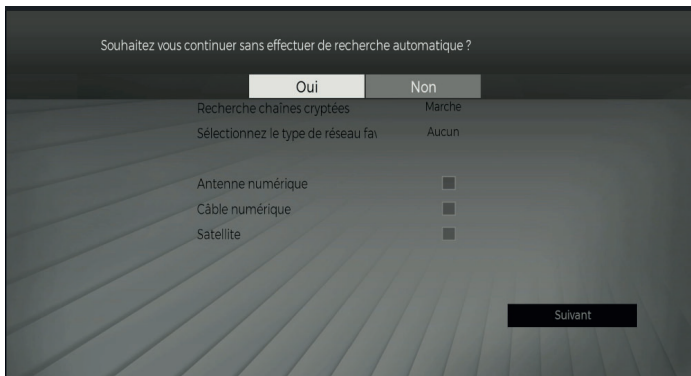 Souhaitez vous continuer sans effectuer de recherche automatique ?
Oui Non
Recherche chaînes cryptées Marche
Sélectionnez le type de réseau fav Aucun
Antenne numérique
Câble numérique
Satellite
Suivant